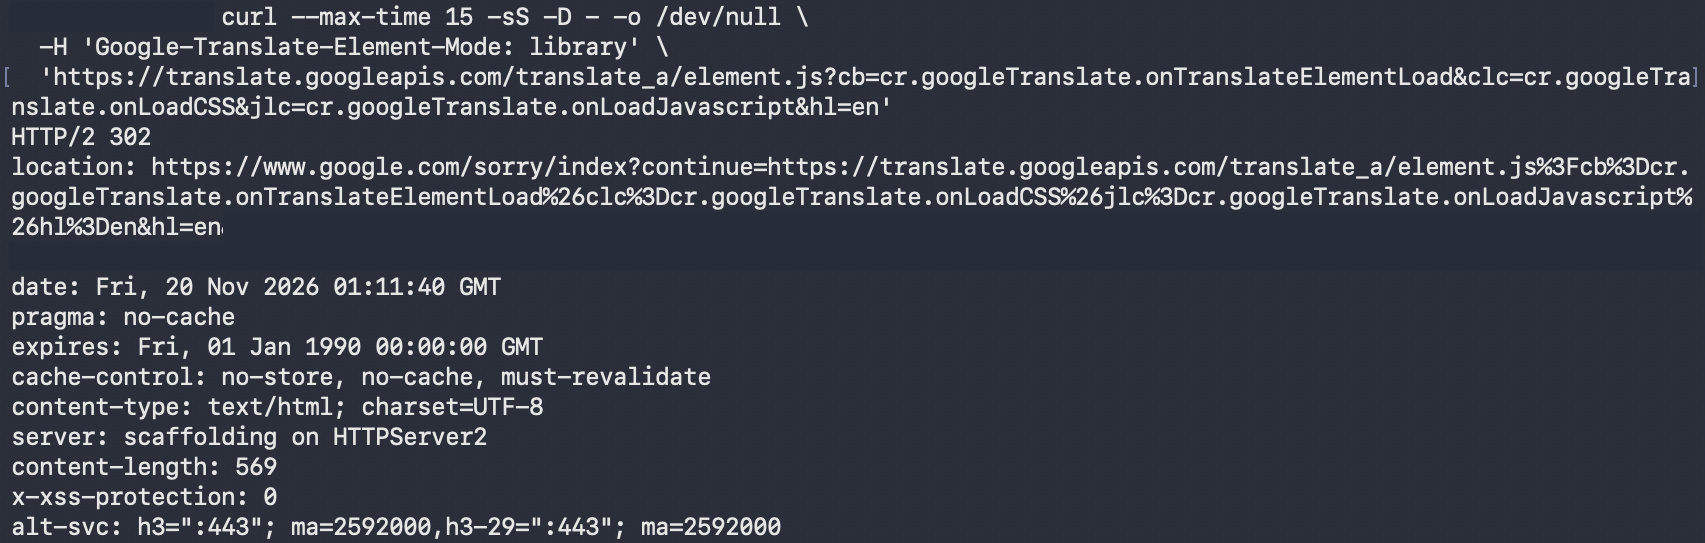 curl --max-time 15 -sS -D - -o /dev/null \
-H 'Google-Translate-Element-Mode: library' \
[ 'https://translate.googleapis.com/translate_a/element.js?cb=cr.googleTranslate.onTranslateElementLoad&clc=cr.googleTra]
nslate.onLoadCSS&jlc=cr.googleTranslate.onLoadJavascript&hl=en'
HTTP/2 302
location: https://www.google.com/sorry/index?continue=https://translate.googleapis.com/translate_a/element.js%3Fcb%3Dcr.
googleTranslate.onTranslateElementLoad%26clc%3Dcr.googleTranslate.onLoadCSS%26jlc%3Dcr.googleTranslate.onLoadJavascript%
26hl%3Den&hl=en
date: Fri, 20 Nov 2026 01:11:40 GMT
pragma: no-cache
expires: Fri, 01 Jan 1990 00:00:00 GMT
cache-control: no-store, no-cache, must-revalidate
content-type: text/html; charset=UTF-8
server: scaffolding on HTTPServer2
content-length: 569
x-xss-protection: 0
alt-svc: h3=":443"; ma=2592000,h3-29=":443"; ma=2592000